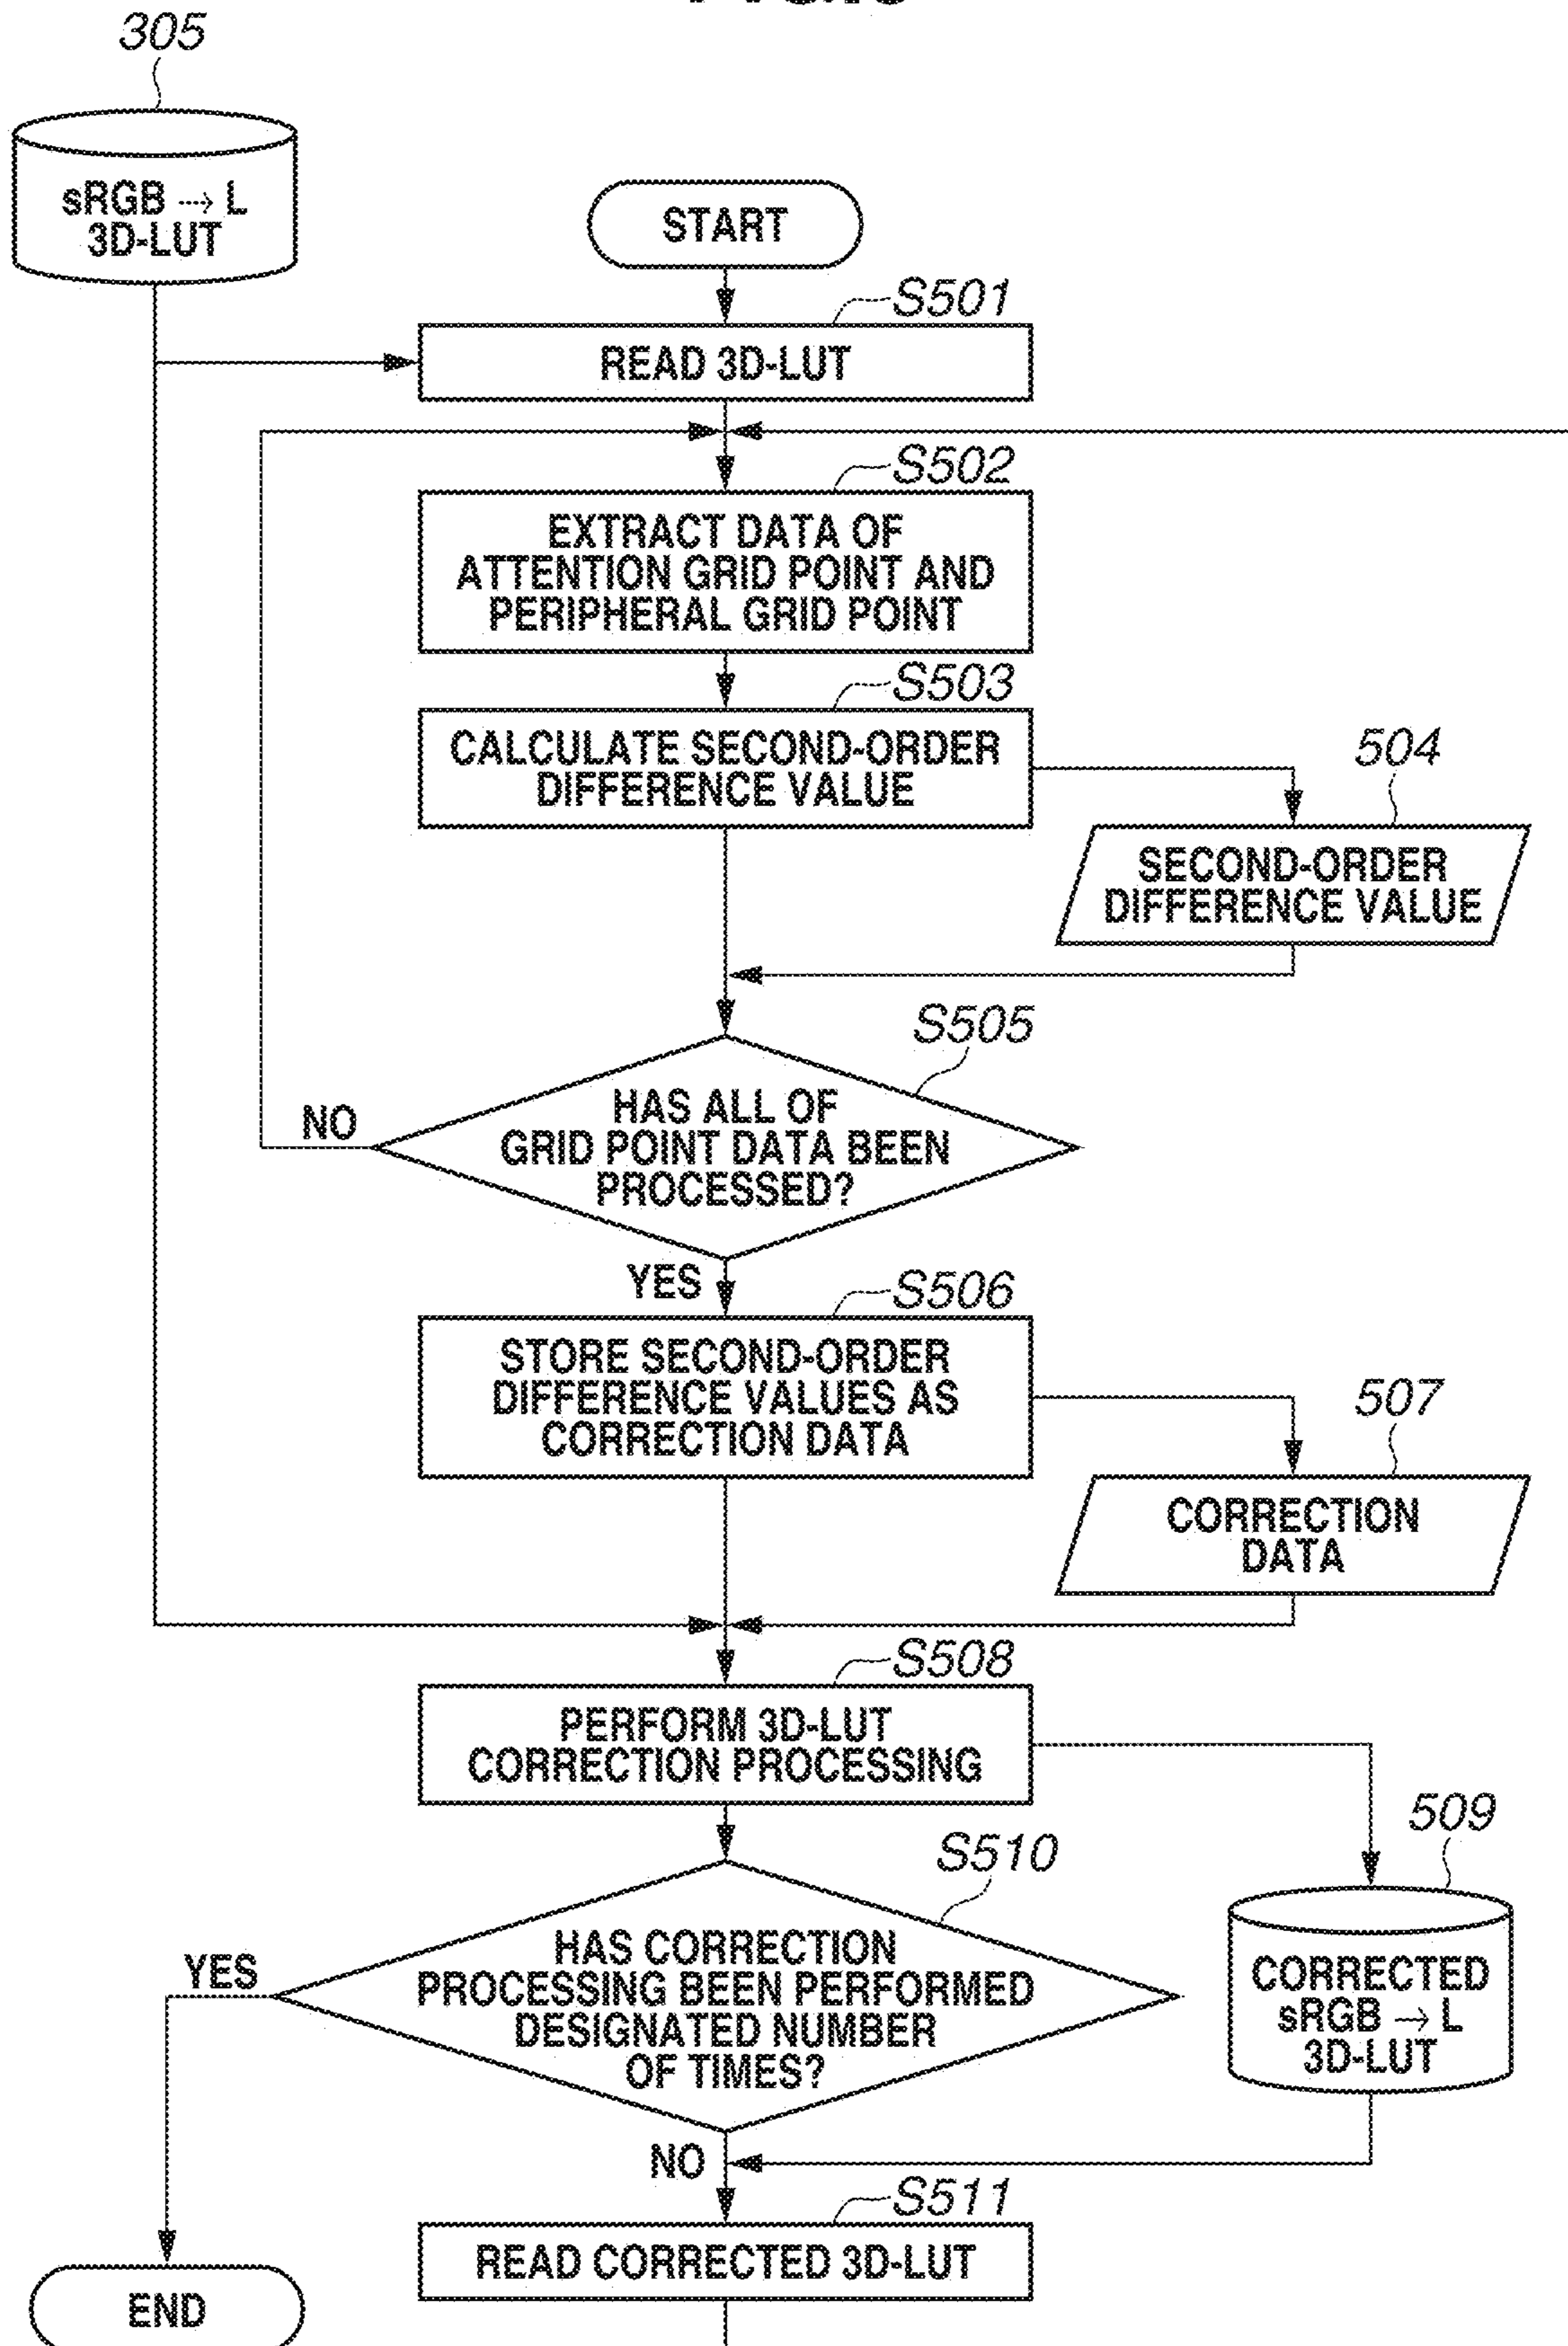 305
sRGB → L
3D-LUT
START
S501
READ 3D-LUT
S502
EXTRACT DATA OF
ATTENTION GRID POINT AND
PERIPHERAL GRID POINT
S503
CALCULATE SECOND-ORDER
DIFFERENCE VALUE
504
SECOND-ORDER
DIFFERENCE VALUE
S505
HAS ALL OF
GRID POINT DATA BEEN
PROCESSED?
NO
YES
S506
STORE SECOND-ORDER
DIFFERENCE VALUES AS
CORRECTION DATA
507
CORRECTION
DATA
S508
PERFORM 3D-LUT
CORRECTION PROCESSING
509
CORRECTED
sRGB → L
3D-LUT
S510
HAS CORRECTION
PROCESSING BEEN PERFORMED
DESIGNATED NUMBER
OF TIMES?
YES
NO
S511
READ CORRECTED 3D-LUT
END